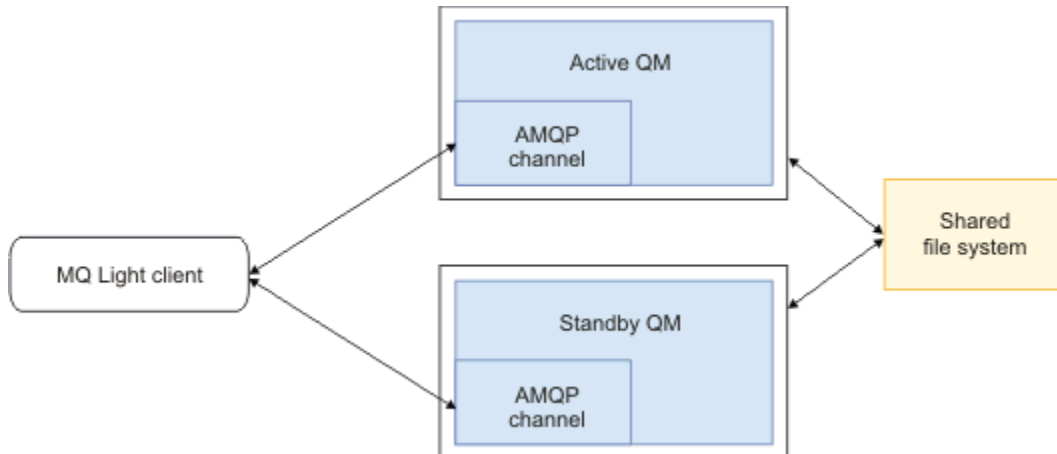 Active QM
AMQP
channel
MQ Light client
Shared
file system
Standby QM
AMQP
channel